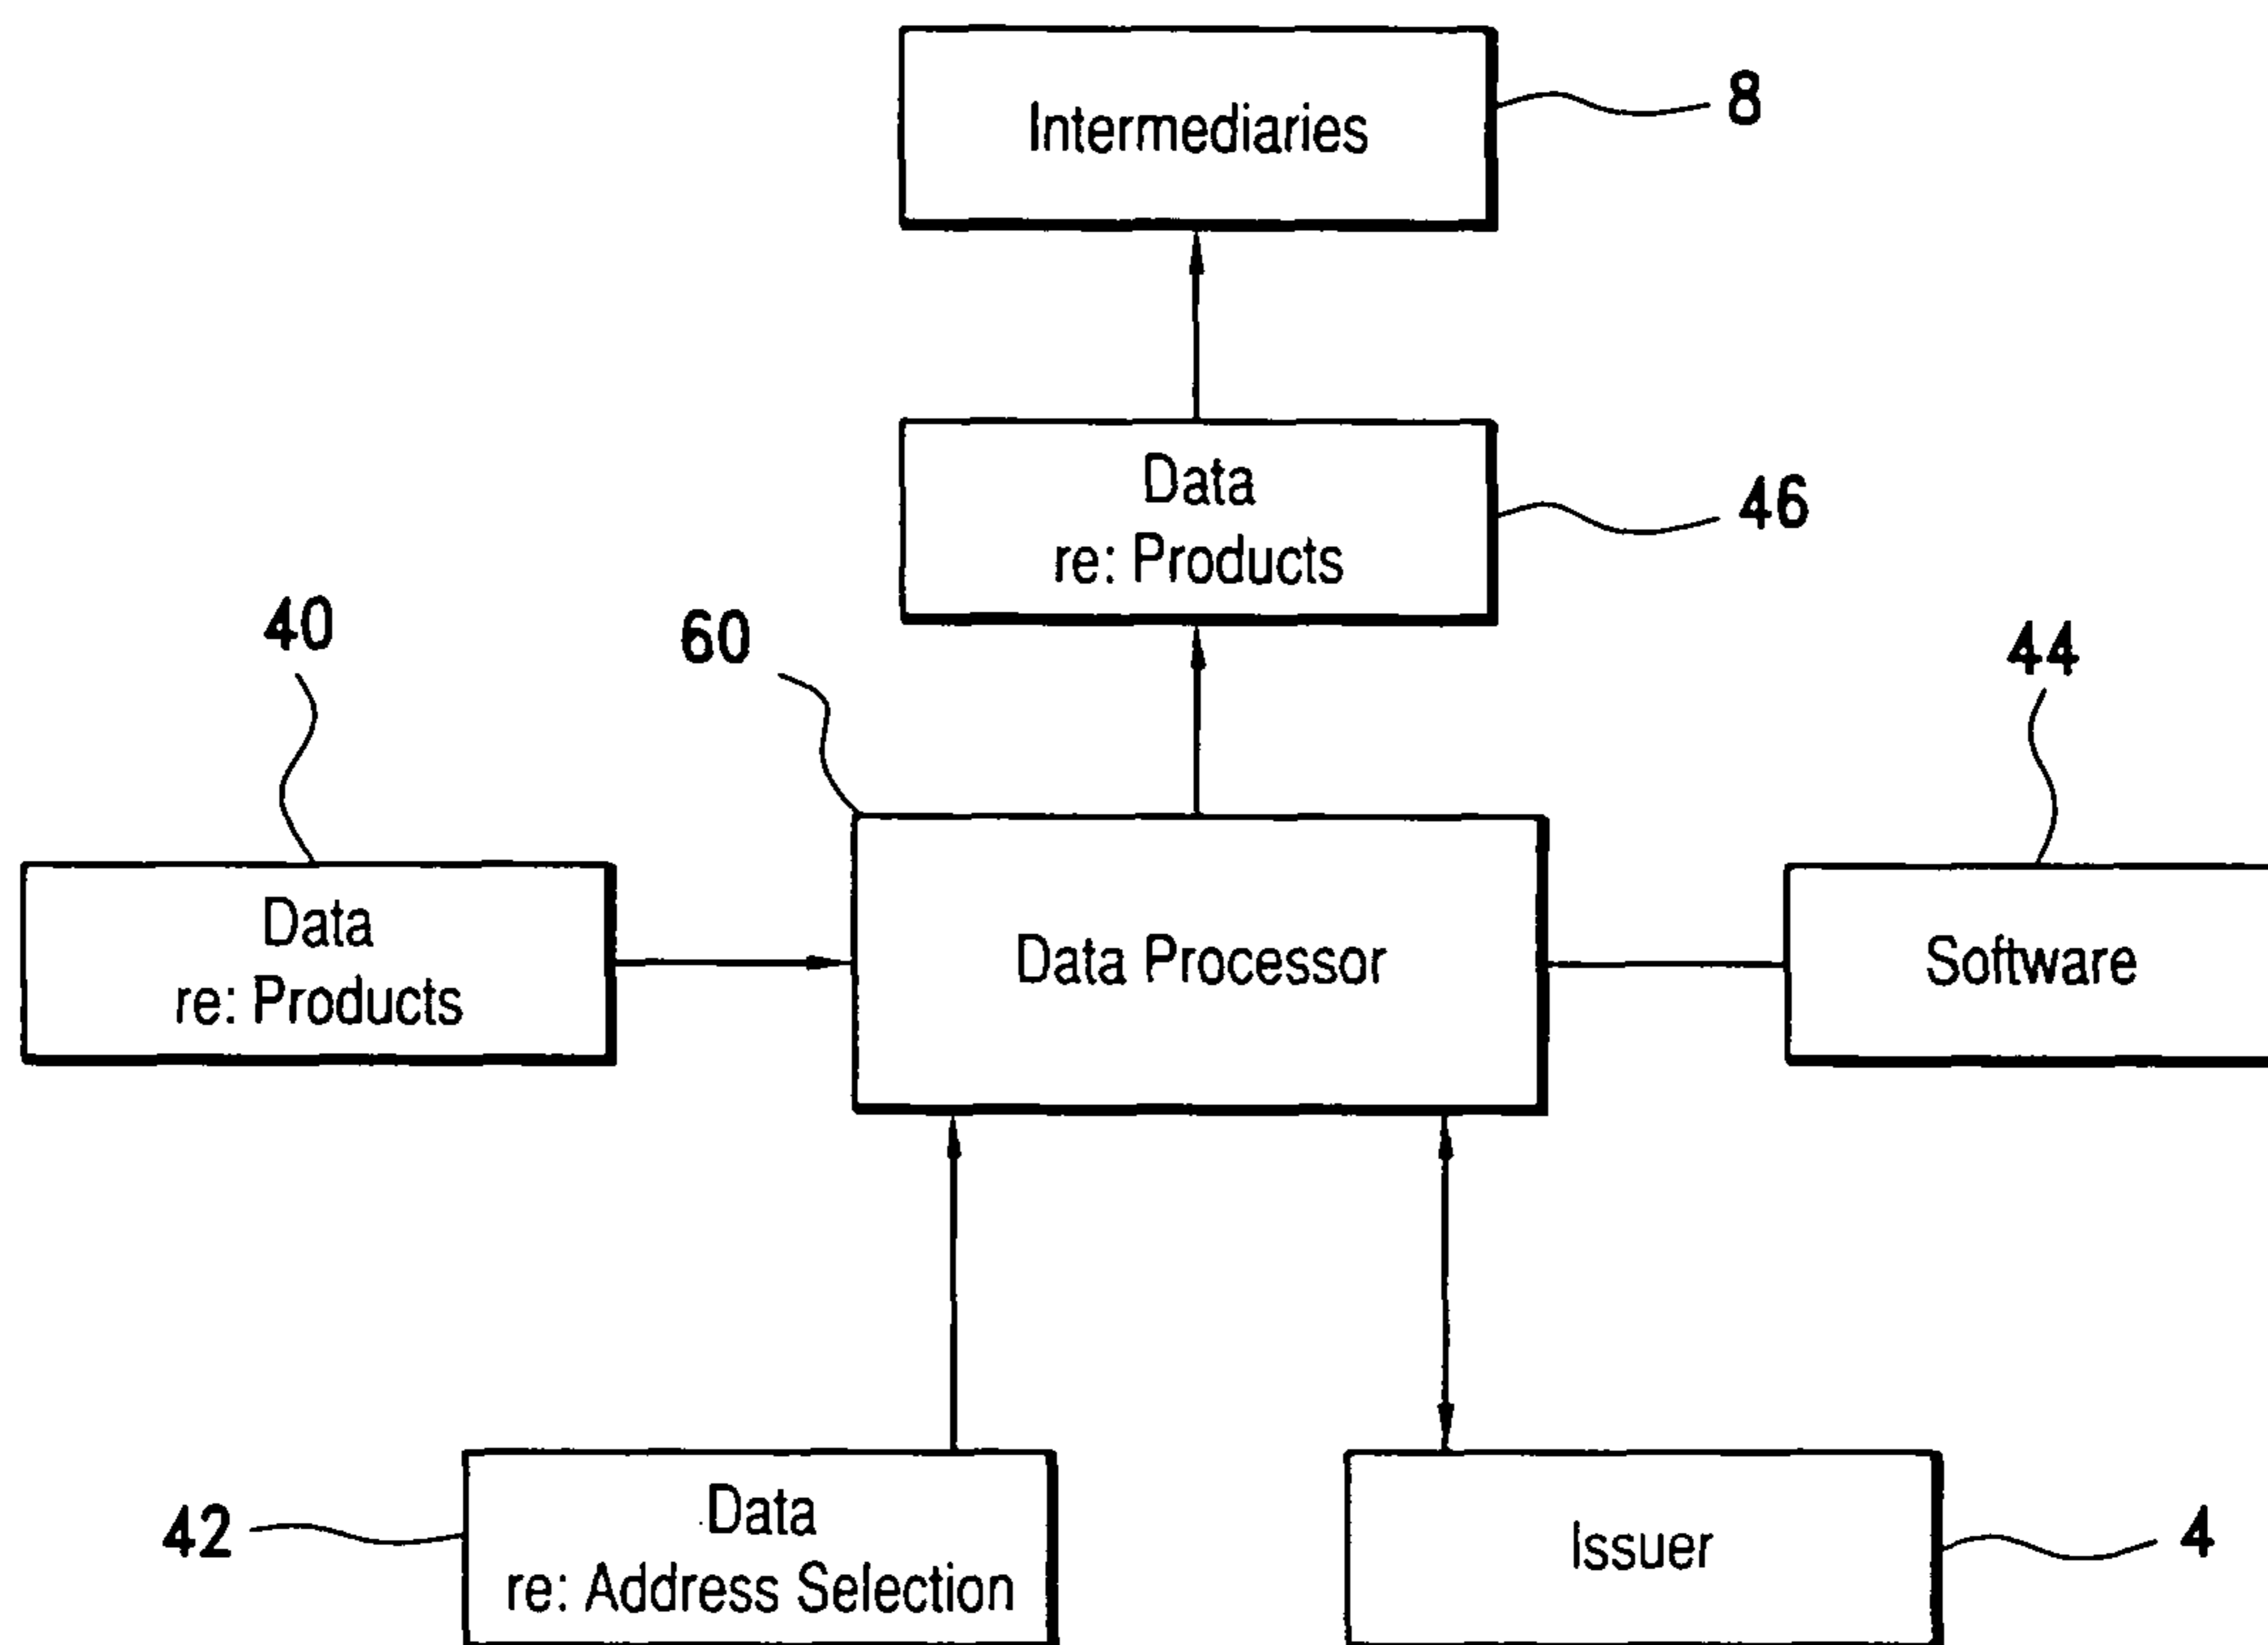 Intermediaries
8
Data
re: Products
46
40
60
44
Data
re: Products
Data Processor
Software
42
Data
re: Address Selection
Issuer
4